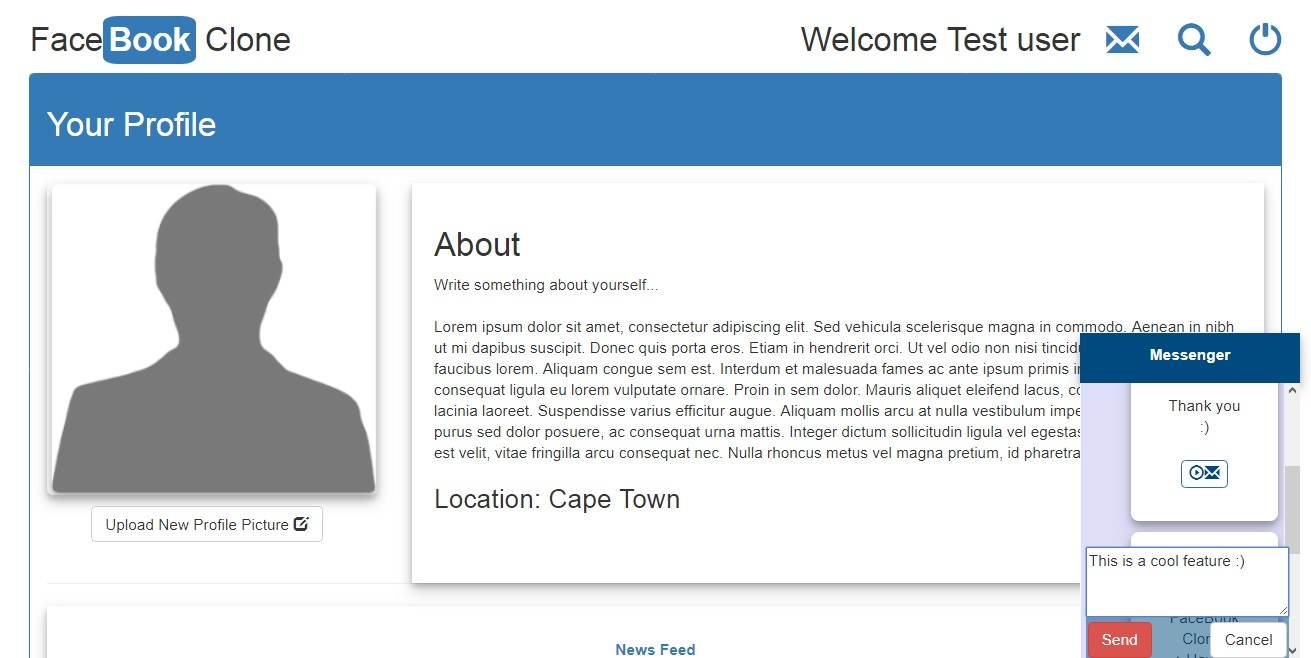 FaceBook Clone
Welcome Test user
Your Profile
Upload New Profile Picture
About
Write something about yourself...
Lorem ipsum dolor sit amet, consectetur adipiscing elit. Sed vehicula scelerisque magna in commodo. Aenean in nibh
ut mi dapibus suscipit. Donec quis porta eros. Etiam in hendrerit orci. Ut vel odio non nisi
faucibus lorem. Aliquam congue sem est. Interdum et malesuada fames ac ante ipsum primis
consequat ligula eu lorem vulputate ornare. Proin in sem dolor. Mauris aliquet eleifend lacus,
lacinia laoreet. Suspendisse varius efficitur augue. Aliquam mollis arcu at nulla vestibulum
purus sed dolor posuere, ac consequat urna mattis. Integer dictum sollicitudin ligula vel
est velit, vitae fringilla arcu consequat nec. Nulla rhoncus metus vel magna pretium, id
Location: Cape Town
News Feed
Messenger
Thank you
:)
This is a cool feature :)
FaceBook
Send
Cancel